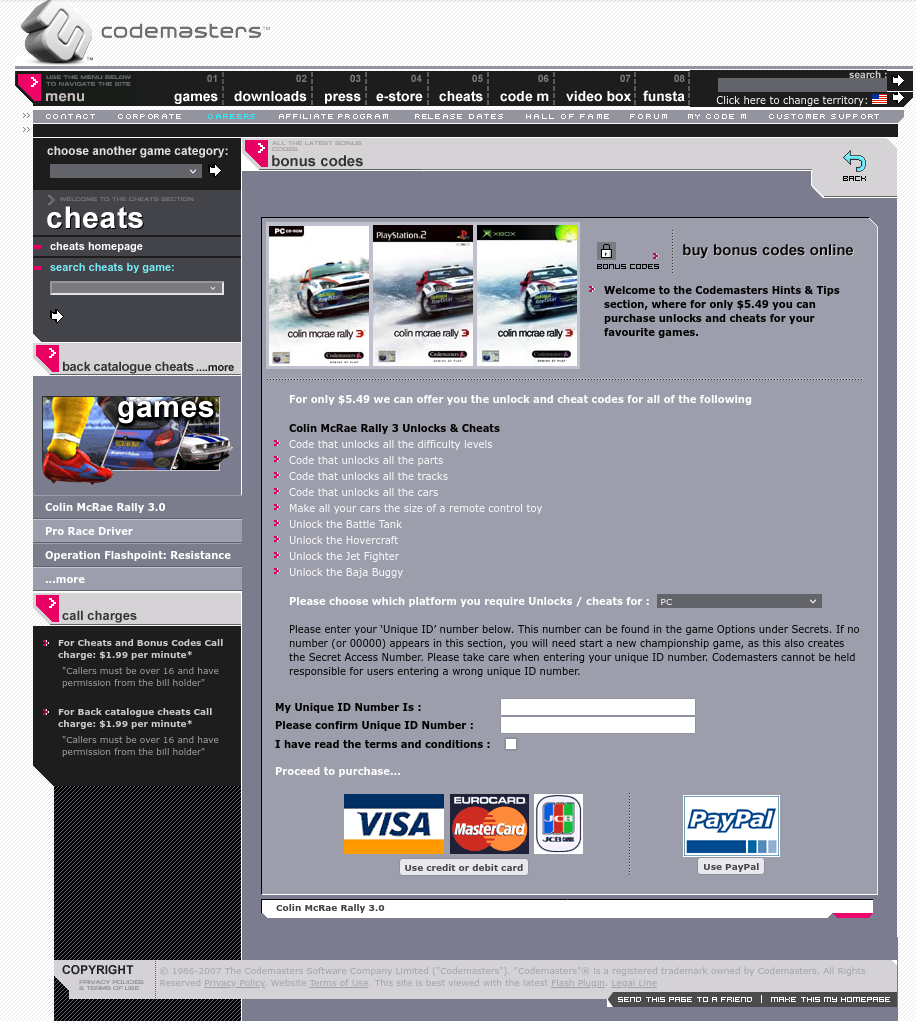 codemasters™
USE THE MENU BELOW
TO NAVIGATE THE SITE
menu
01 02 03 04 05 06 07 08
games downloads press e-store cheats code m video box funsta
search :
Click here to change territory:
CONTACT CORPORATE CAREERS AFFILIATE PROGRAM RELEASE DATES HALL OF FAME FORUM MY CODE M CUSTOMER SUPPORT
choose another game category:
WELCOME TO THE CHEATS SECTION
cheats
cheats homepage
search cheats by game:
back catalogue cheats ....more
games
Colin McRae Rally 3.0
Pro Race Driver
Operation Flashpoint: Resistance
...more
call charges
For Cheats and Bonus Codes Call
charge: $1.99 per minute*
"Callers must be over 16 and have
permission from the bill holder"
For Back catalogue cheats Call
charge: $1.99 per minute*
"Callers must be over 16 and have
permission from the bill holder"
ALL THE LATEST BONUS
CODES
bonus codes
BACK
PC CD-ROM
PlayStation.2
XBOX
colin mcrae rally 3
colin mcrae rally 3
colin mcrae rally 3
Codemasters
Codemasters
Codemasters
BONUS CODES
buy bonus codes online
Welcome to the Codemasters Hints & Tips
section, where for only $5.49 you can
purchase unlocks and cheats for your
favourite games.
For only $5.49 we can offer you the unlock and cheat codes for all of the following
Colin McRae Rally 3 Unlocks & Cheats
Code that unlocks all the difficulty levels
Code that unlocks all the parts
Code that unlocks all the tracks
Code that unlocks all the cars
Make all your cars the size of a remote control toy
Unlock the Battle Tank
Unlock the Hovercraft
Unlock the Jet Fighter
Unlock the Baja Buggy
Please choose which platform you require Unlocks / cheats for : PC
Please enter your ‘Unique ID’ number below. This number can be found in the game Options under Secrets. If no
number (or 00000) appears in this section, you will need start a new championship game, as this also creates
the Secret Access Number. Please take care when entering your unique ID number. Codemasters cannot be held
responsible for users entering a wrong unique ID number.
My Unique ID Number Is :
Please confirm Unique ID Number :
I have read the terms and conditions :
Proceed to purchase...
VISA
EUROCARD
MasterCard
JCB
JCB CARD
PayPal
Use credit or debit card
Use PayPal
Colin McRae Rally 3.0
COPYRIGHT
PRIVACY POLICIES
& TERMS OF USE
© 1986-2007 The Codemasters Software Company Limited ("Codemasters"). "Codemasters"® is a registered trademark owned by Codemasters. All Rights
Reserved Privacy Policy. Website Terms of Use. This site is best viewed with the latest Flash Plugin. Legal Line
SEND THIS PAGE TO A FRIEND | MAKE THIS MY HOMEPAGE